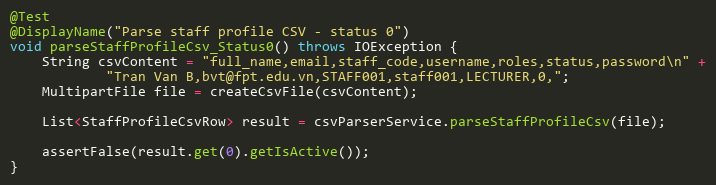 @Test
@DisplayName("Parse staff profile CSV - status 0")
void parseStaffProfileCsv_Status0() throws IOException {
    String csvContent = "full_name,email,staff_code,username,roles,status,password\n" +
            "Tran Van B,bvt@fpt.edu.vn,STAFF001,staff001,LECTURER,0,";
    MultipartFile file = createCsvFile(csvContent);

    List<StaffProfileCsvRow> result = csvParserService.parseStaffProfileCsv(file);

    assertFalse(result.get(0).getIsActive());
}